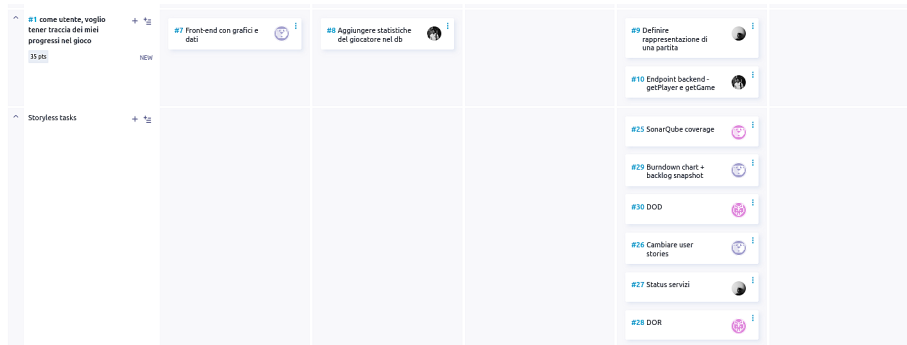 #1 come utente, voglio
tener traccia dei miei
progressi nel gioco
35 pts
NEW
#7 Front-end con grafici e
dati
#8 Aggiungere statistiche
del giocatore nel db
#9 Definire
rappresentazione di
una partita
#10 Endpoint backend -
getPlayer e getGame
Storyless tasks
#25 SonarQube coverage
#29 Burndown chart +
backlog snapshot
#30 DOD
#26 Cambiare user
stories
#27 Status servizi
#28 DOR